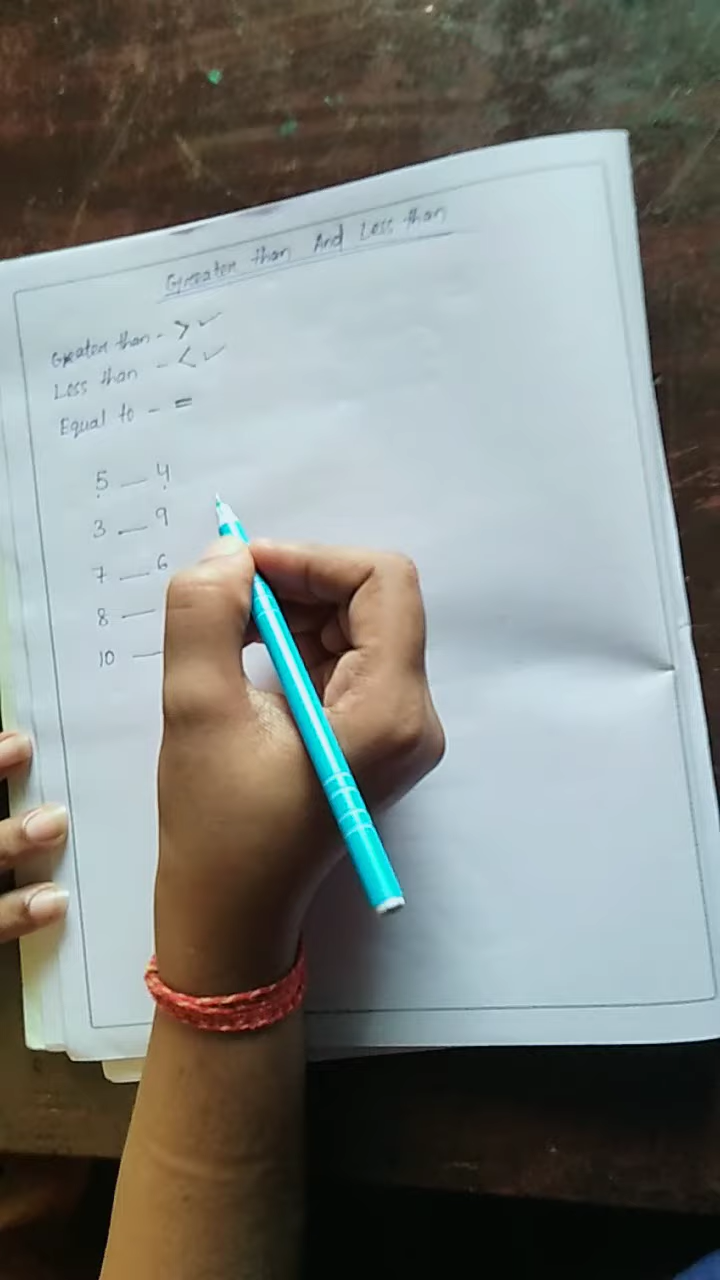 Greater than And Less than
Greater than - > ✓
Less than - < ✓
Equal to - =
5 __ 4
3 __ 9
7 __ 6
8 __
10 __